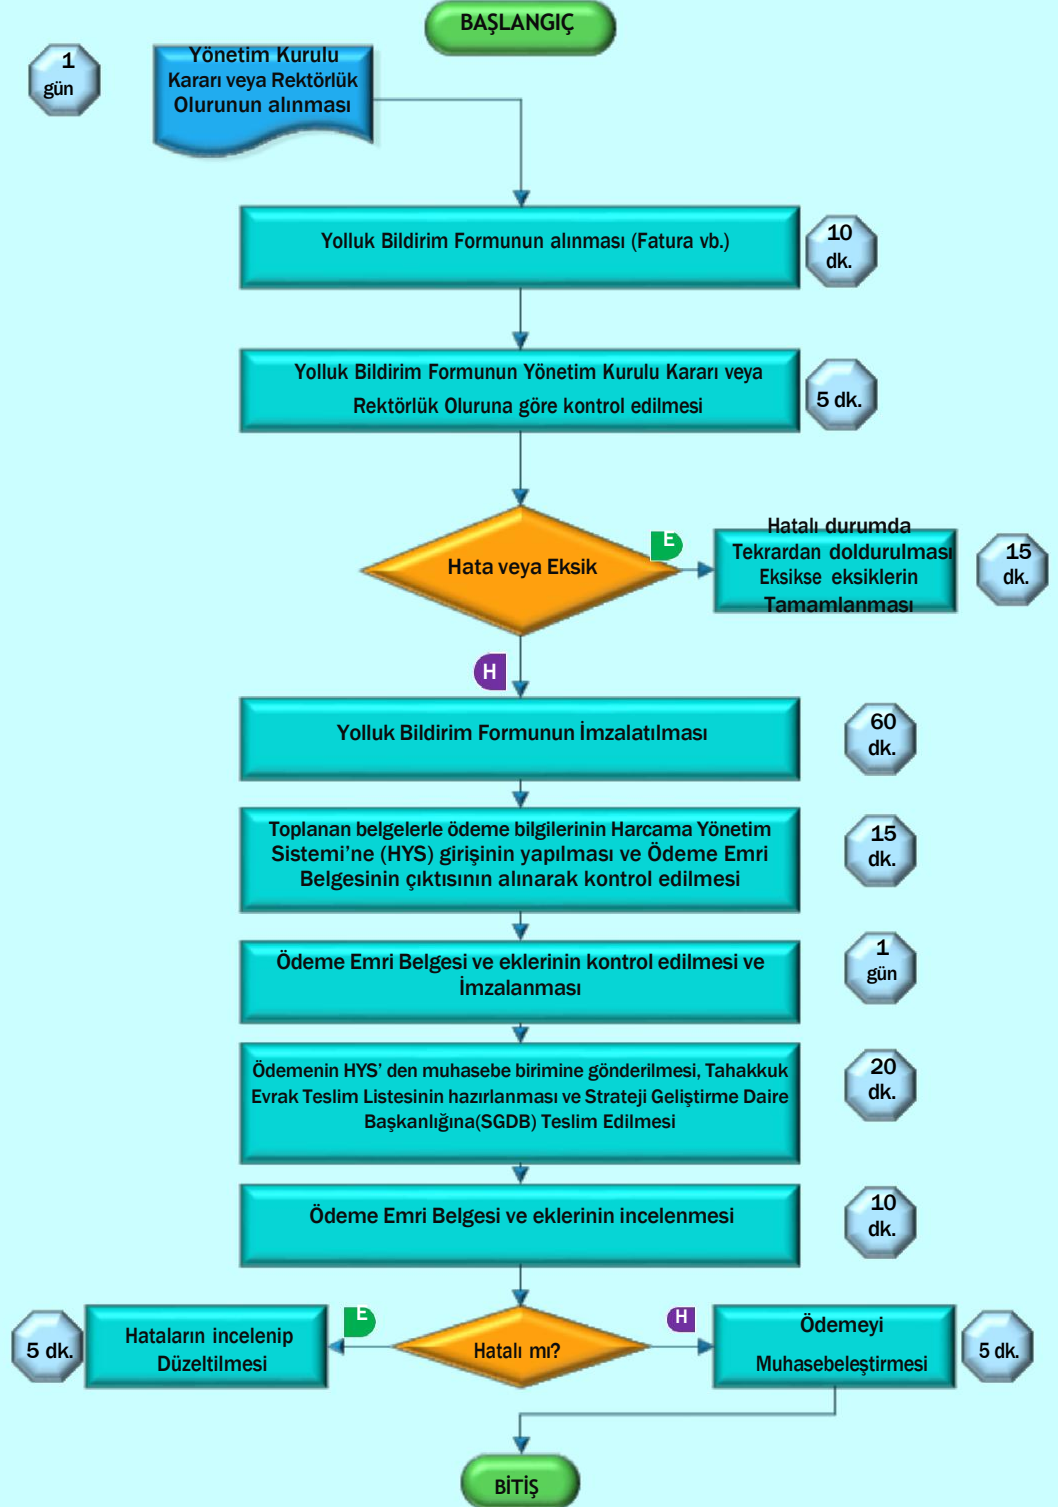 BAŞLANGIÇ
1
gün
Yönetim Kurulu
Kararı veya Rektörlük
Olurunun alınması
Yolluk Bildirim Formunun alınması (Fatura vb.)
10
dk.
Yolluk Bildirim Formunun Yönetim Kurulu Kararı veya
Rektörlük Oluruna göre kontrol edilmesi
5 dk.
Hata veya Eksik
E
Hatalı durumda
Tekrardan doldurulması
Eksikse eksiklerin
Tamamlanması
15
dk.
H
Yolluk Bildirim Formunun İmzalatılması
60
dk.
Toplanan belgelerle ödeme bilgilerinin Harcama Yönetim
Sistemi’ne (HYS) girişinin yapılması ve Ödeme Emri
Belgesinin çıktısının alınarak kontrol edilmesi
15
dk.
Ödeme Emri Belgesi ve eklerinin kontrol edilmesi ve
İmzalanması
1
gün
Ödemenin HYS’ den muhasebe birimine gönderilmesi, Tahakkuk
Evrak Teslim Listesinin hazırlanması ve Strateji Geliştirme Daire
Başkanlığına(SGDB) Teslim Edilmesi
20
dk.
Ödeme Emri Belgesi ve eklerinin incelenmesi
10
dk.
5 dk.
Hataların incelenip
Düzeltilmesi
E
Hatalı mı?
H
Ödemeyi
Muhasebeleştirmesi
5 dk.
BİTİŞ